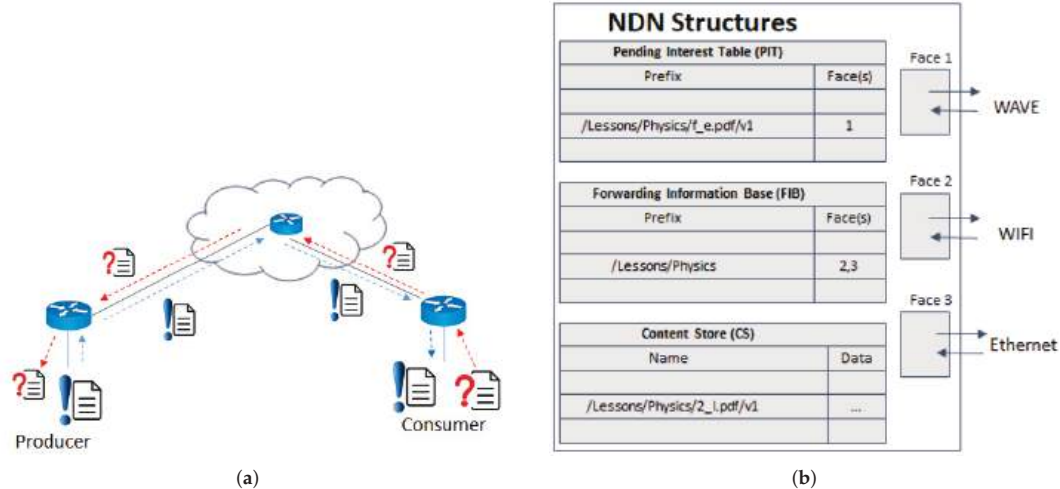 NDN Structures
Pending Interest Table (PIT)
Prefix Face(s)
/Lessons/Physics/f_e.pdf/v1 1
Forwarding Information Base (FIB)
Prefix Face(s)
/Lessons/Physics 2,3
Content Store (CS)
Name Data
/Lessons/Physics/2_i.pdf/v1 ...
Face 1
WAVE
Face 2
WIFI
Face 3
Ethernet
?
?
!
!
?
!
!
?
Producer
Consumer
(a)
(b)